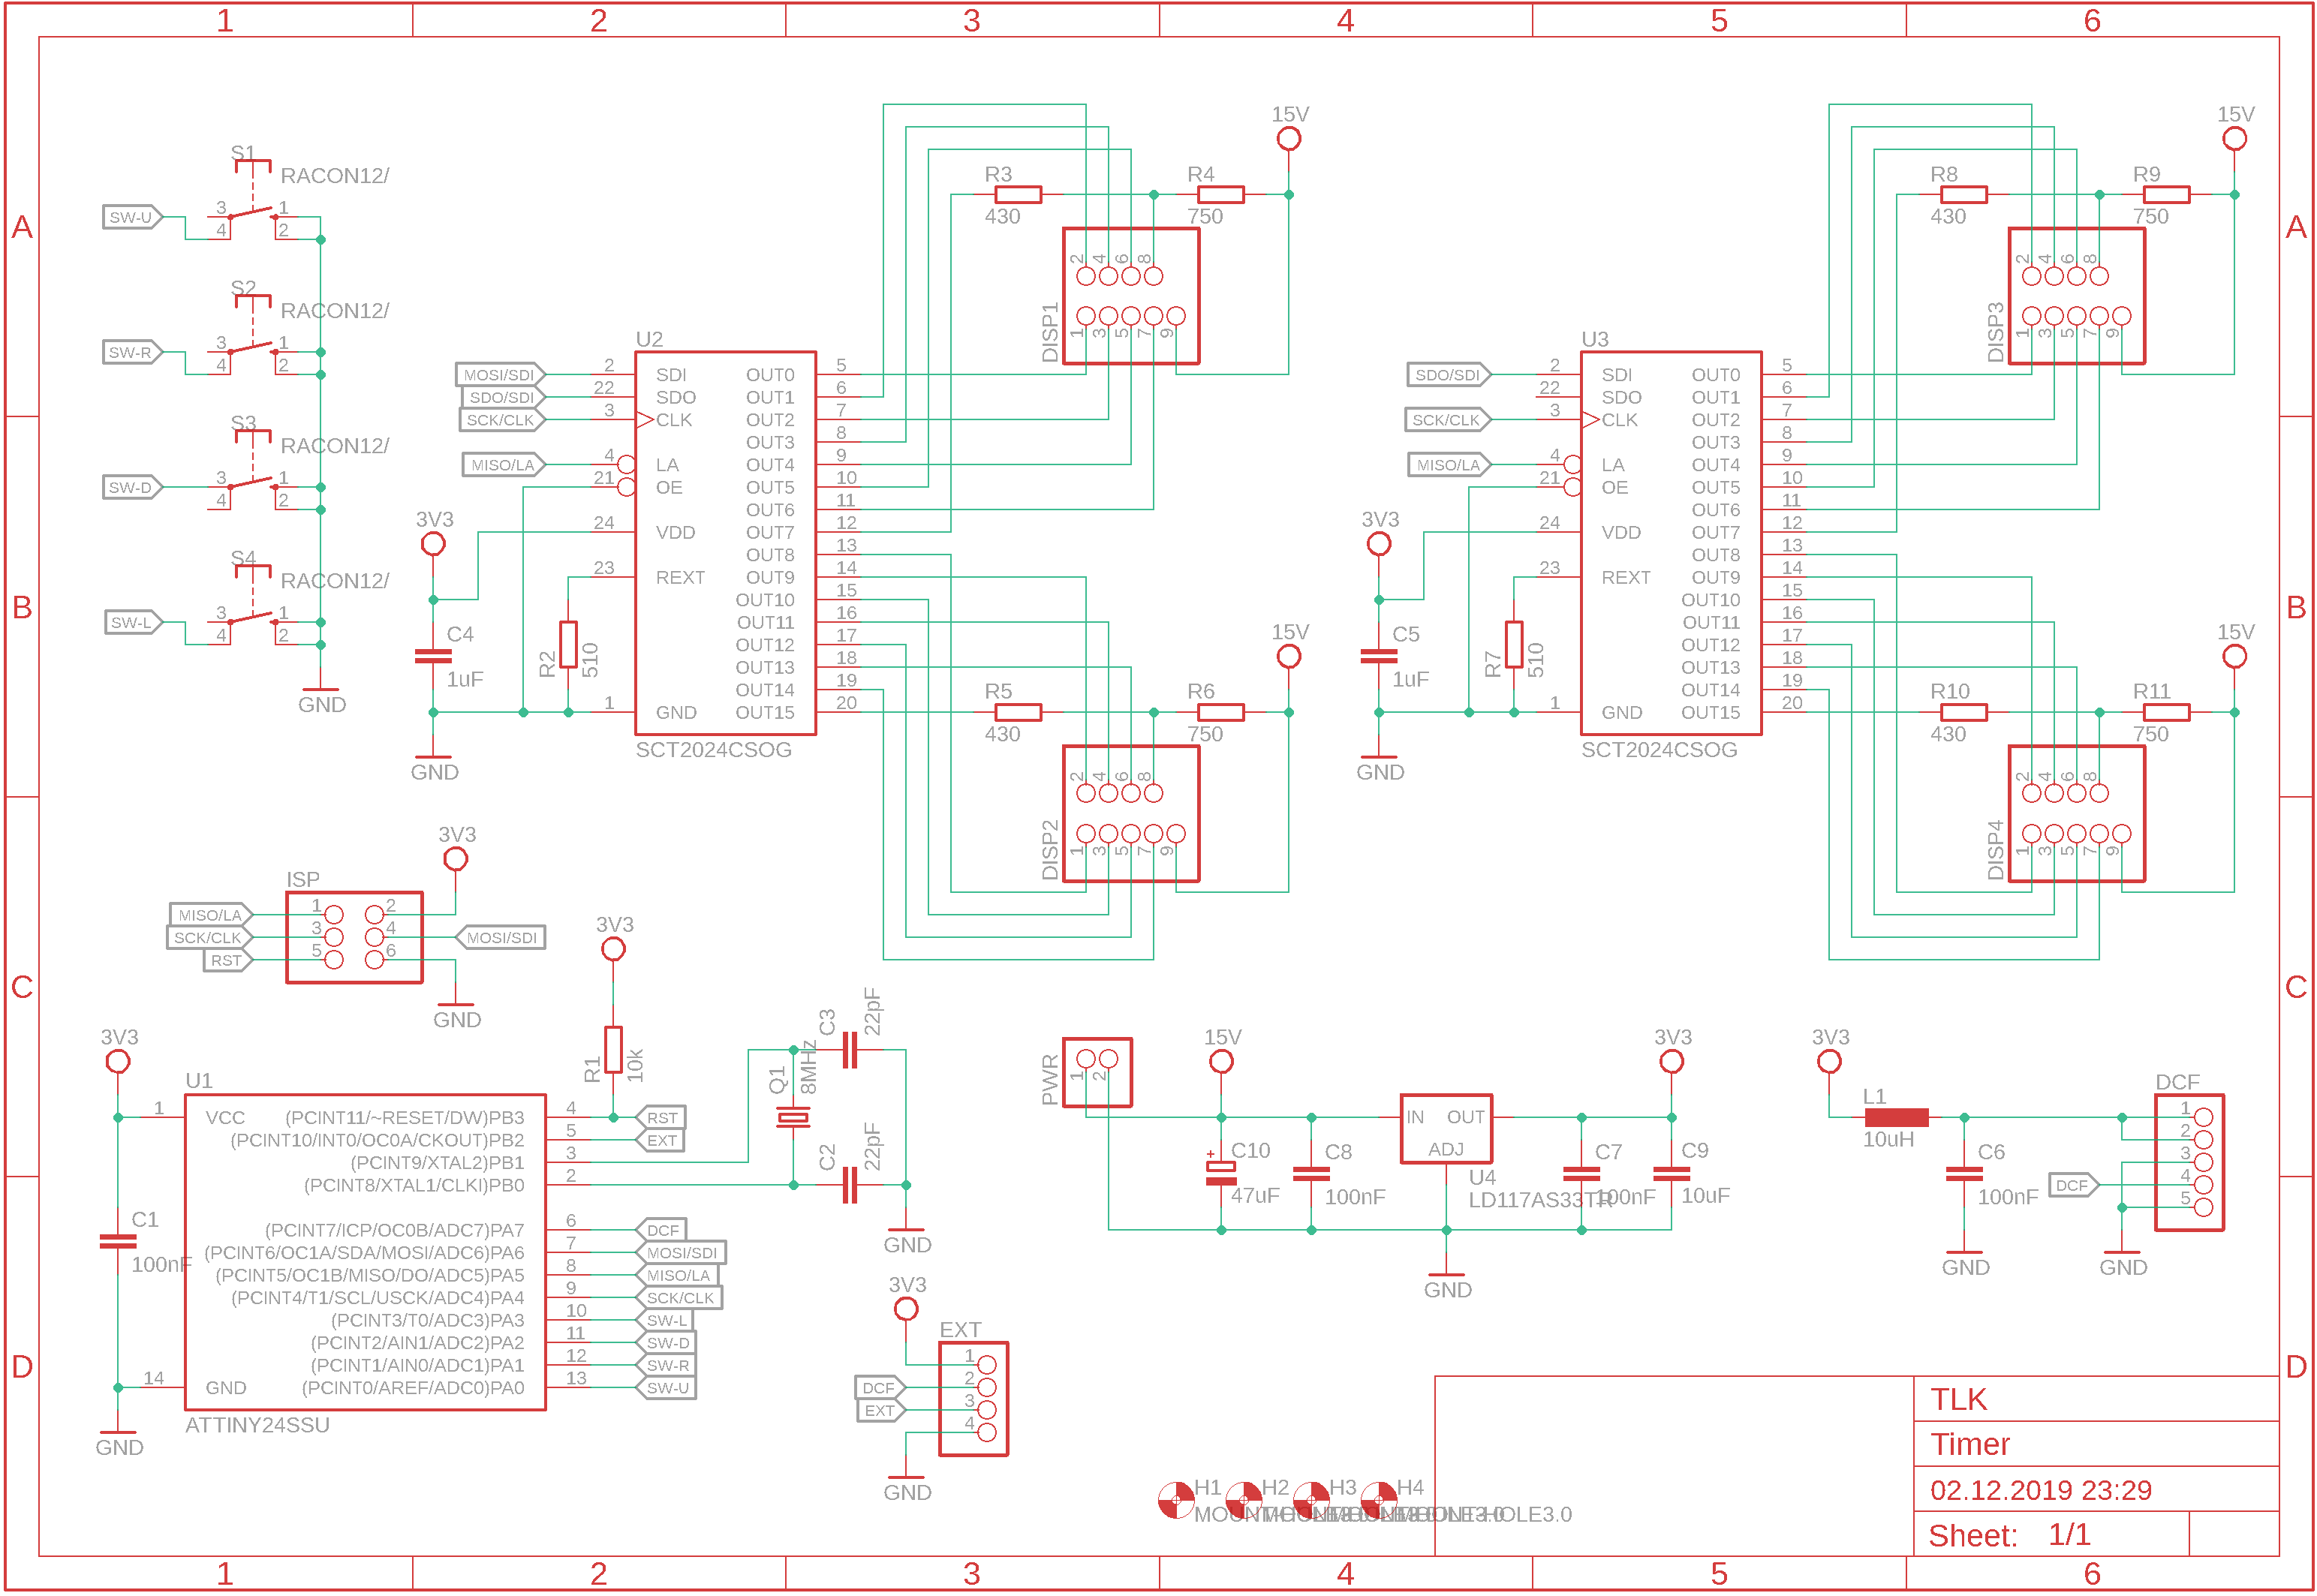 1 2 3 4 5 6
A A
B B
C C
D D
1 2 3 4 5 6
S1
RACON12/
SW-U
3 1
4 2
S2
RACON12/
SW-R
3 1
4 2
S3
RACON12/
SW-D
3 1
4 2
S4
RACON12/
SW-L
3 1
4 2
GND
U2
MOSI/SDI 2 SDI OUT0 5
SDO/SDI 22 SDO OUT1 6
SCK/CLK 3 CLK OUT2 7
OUT3 8
MISO/LA 4 LA OUT4 9
21 OE OUT5 10
OUT6 11
24 VDD OUT7 12
OUT8 13
23 REXT OUT9 14
OUT10 15
OUT11 16
OUT12 17
OUT13 18
OUT14 19
1 GND OUT15 20
SCT2024CSOG
3V3
C4
1uF
GND
R2
510
15V
R3
430
R4
750
DISP1
2 4 6 8
1 3 5 7 9
15V
R5
430
R6
750
DISP2
2 4 6 8
1 3 5 7 9
U3
SDO/SDI 2 SDI OUT0 5
22 SDO OUT1 6
SCK/CLK 3 CLK OUT2 7
OUT3 8
MISO/LA 4 LA OUT4 9
21 OE OUT5 10
OUT6 11
24 VDD OUT7 12
OUT8 13
23 REXT OUT9 14
OUT10 15
OUT11 16
OUT12 17
OUT13 18
OUT14 19
1 GND OUT15 20
SCT2024CSOG
3V3
C5
1uF
GND
R7
510
15V
R8
430
R9
750
DISP3
2 4 6 8
1 3 5 7 9
15V
R10
430
R11
750
DISP4
2 4 6 8
1 3 5 7 9
3V3
ISP
MISO/LA 1 2
SCK/CLK 3 4 MOSI/SDI
RST 5 6
GND
3V3
C1
100nF
GND
U1
1 VCC (PCINT11/~RESET/DW)PB3 4 RST
(PCINT10/INT0/OC0A/CKOUT)PB2 5 EXT
(PCINT9/XTAL2)PB1 3
(PCINT8/XTAL1/CLKI)PB0 2
(PCINT7/ICP/OC0B/ADC7)PA7 6 DCF
(PCINT6/OC1A/SDA/MOSI/ADC6)PA6 7 MOSI/SDI
(PCINT5/OC1B/MISO/DO/ADC5)PA5 8 MISO/LA
(PCINT4/T1/SCL/USCK/ADC4)PA4 9 SCK/CLK
(PCINT3/T0/ADC3)PA3 10 SW-L
(PCINT2/AIN1/ADC2)PA2 11 SW-D
(PCINT1/AIN0/ADC1)PA1 12 SW-R
14 GND (PCINT0/AREF/ADC0)PA0 13 SW-U
ATTINY24SSU
3V3
R1
10k
Q1
8MHz
C3
22pF
C2
22pF
GND
3V3
EXT
1
DCF 2
EXT 3
4
GND
PWR
1 2
15V
C10
+
47uF
C8
100nF
IN OUT
ADJ
U4
LD117AS33TR
C7
100nF
3V3
C9
10uF
GND
3V3
L1
10uH
C6
100nF
GND
DCF
1
2
3
DCF 4
5
GND
H1 H2 H3 H4
MOUNT-HOLE3.0
TLK
Timer
02.12.2019 23:29
Sheet: 1/1